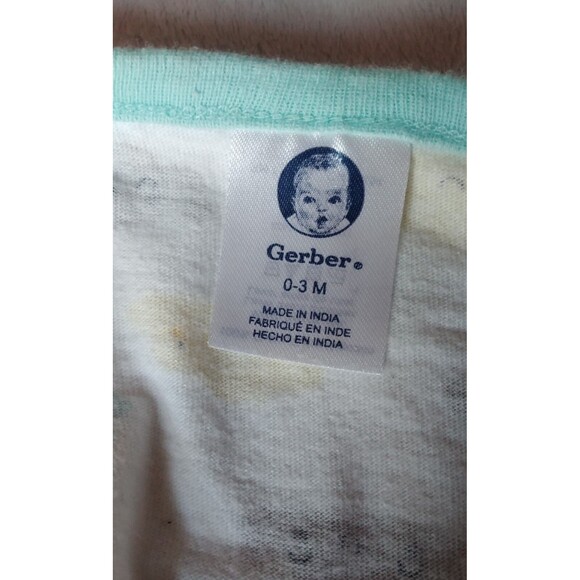 Gerber®
0-3 M
MADE IN INDIA
FABRIQUÉ EN INDE
HECHO EN INDIA